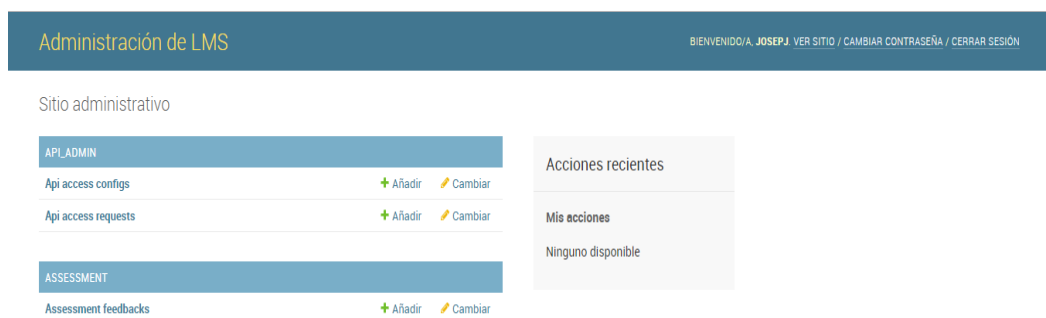 Administración de LMS
BIENVENIDO/A, JOSEPJ. VER SITIO / CAMBIAR CONTRASEÑA / CERRAR SESIÓN
Sitio administrativo
API_ADMIN
Api access configs Añadir Cambiar
Api access requests Añadir Cambiar
ASSESSMENT
Assessment feedbacks Añadir Cambiar
Acciones recientes
Mis acciones
Ninguno disponible